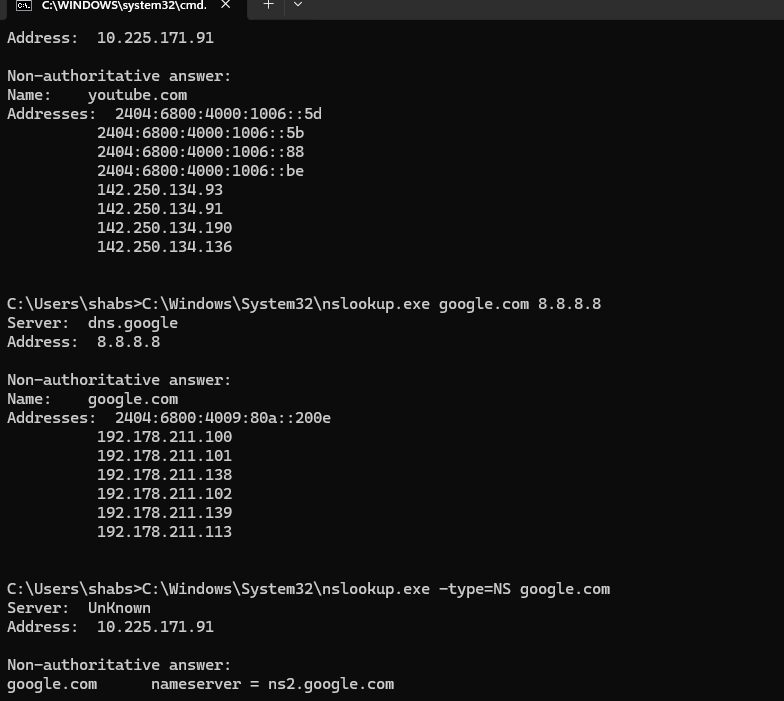 C:\WINDOWS\system32\cmd.
Address:  10.225.171.91
Non-authoritative answer:
Name:    youtube.com
Addresses:  2404:6800:4000:1006::5d
          2404:6800:4000:1006::5b
          2404:6800:4000:1006::88
          2404:6800:4000:1006::be
          142.250.134.93
          142.250.134.91
          142.250.134.190
          142.250.134.136
C:\Users\shabs>C:\Windows\System32\nslookup.exe google.com 8.8.8.8
Server:  dns.google
Address:  8.8.8.8
Non-authoritative answer:
Name:    google.com
Addresses:  2404:6800:4009:80a::200e
          192.178.211.100
          192.178.211.101
          192.178.211.138
          192.178.211.102
          192.178.211.139
          192.178.211.113
C:\Users\shabs>C:\Windows\System32\nslookup.exe -type=NS google.com
Server:  UnKnown
Address:  10.225.171.91
Non-authoritative answer:
google.com      nameserver = ns2.google.com